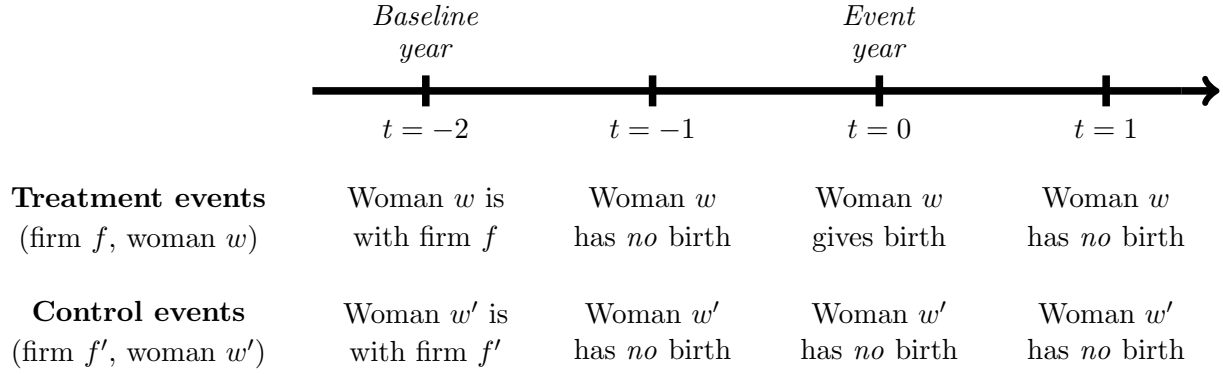 Baseline year
Event year
t = −2
t = −1
t = 0
t = 1
Treatment events
(firm f, woman w)
Woman w is
with firm f
Woman w
has no birth
Woman w
gives birth
Woman w
has no birth
Control events
(firm f′, woman w′)
Woman w′ is
with firm f′
Woman w′
has no birth
Woman w′
has no birth
Woman w′
has no birth